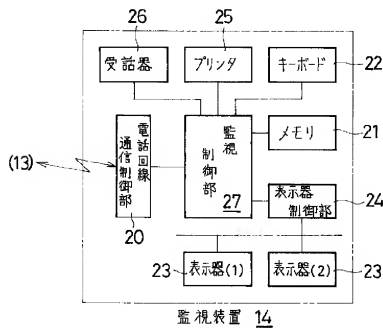 26
25
受話器
プリンタ
キーボード
22
電話回線
通信制御部
監視
制御部
27
メモリ
21
(13)
表示器
制御部
24
20
23
表示器(1)
表示器(2)
23
監視装置 14